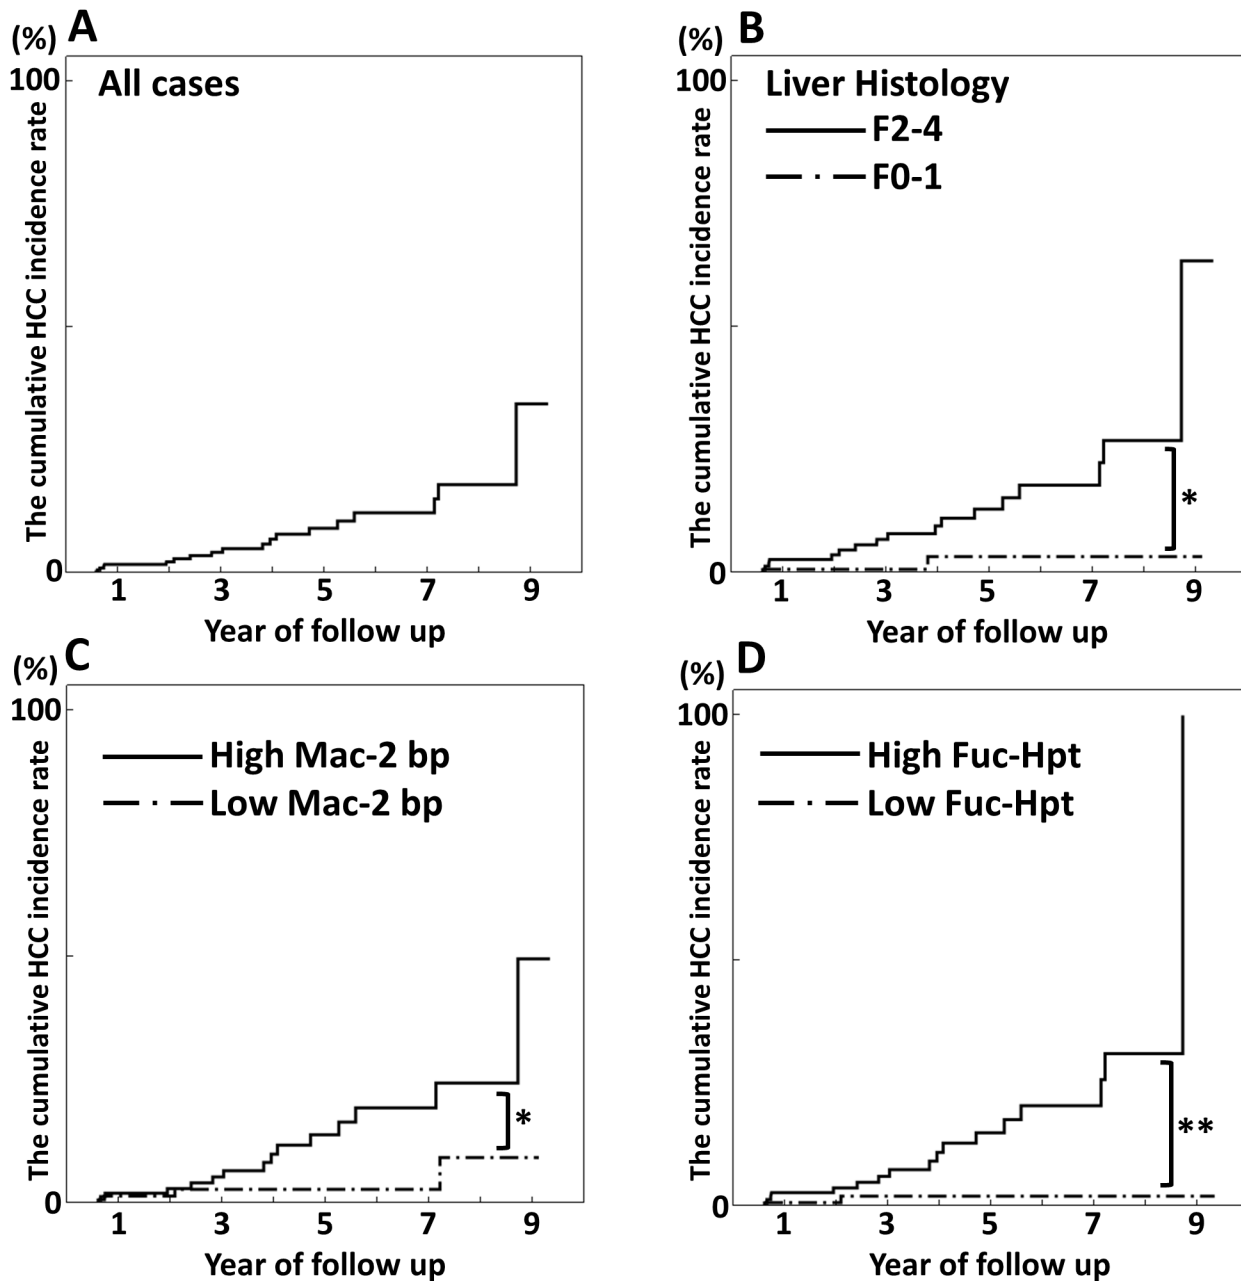 A
(%)
100
All cases
The cumulative HCC incidence rate
0
1 3 5 7 9
Year of follow up
B
(%)
100
Liver Histology
F2-4
F0-1
The cumulative HCC incidence rate
*
0
1 3 5 7 9
Year of follow up
C
(%)
100
High Mac-2 bp
Low Mac-2 bp
The cumulative HCC incidence rate
*
0
1 3 5 7 9
Year of follow up
D
(%)
100
High Fuc-Hpt
Low Fuc-Hpt
The cumulative HCC incidence rate
**
0
1 3 5 7 9
Year of follow up